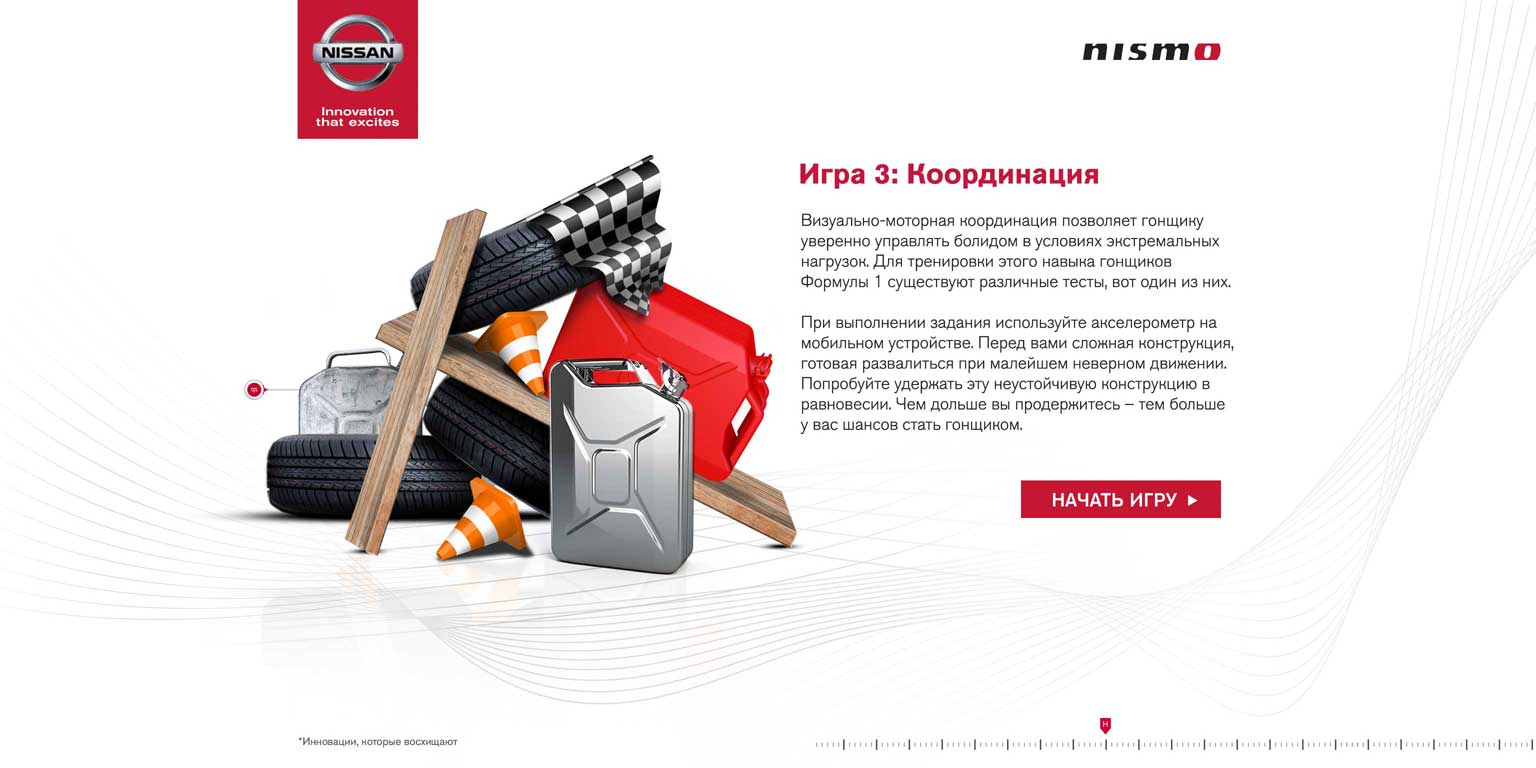 NISSAN
Innovation
that excites
nismo
Игра 3: Координация
Визуально-моторная координация позволяет гонщику
уверенно управлять болидом в условиях экстремальных
нагрузок. Для тренировки этого навыка гонщиков
Формулы 1 существуют различные тесты, вот один из них.
При выполнении задания используйте акселерометр на
мобильном устройстве. Перед вами сложная конструкция,
готовая развалиться при малейшем неверном движении.
Попробуйте удержать эту неустойчивую конструкцию в
равновесии. Чем дольше вы продержитесь – тем больше
у вас шансов стать гонщиком.
НАЧАТЬ ИГРУ
Н
*Инновации, которые восхищают